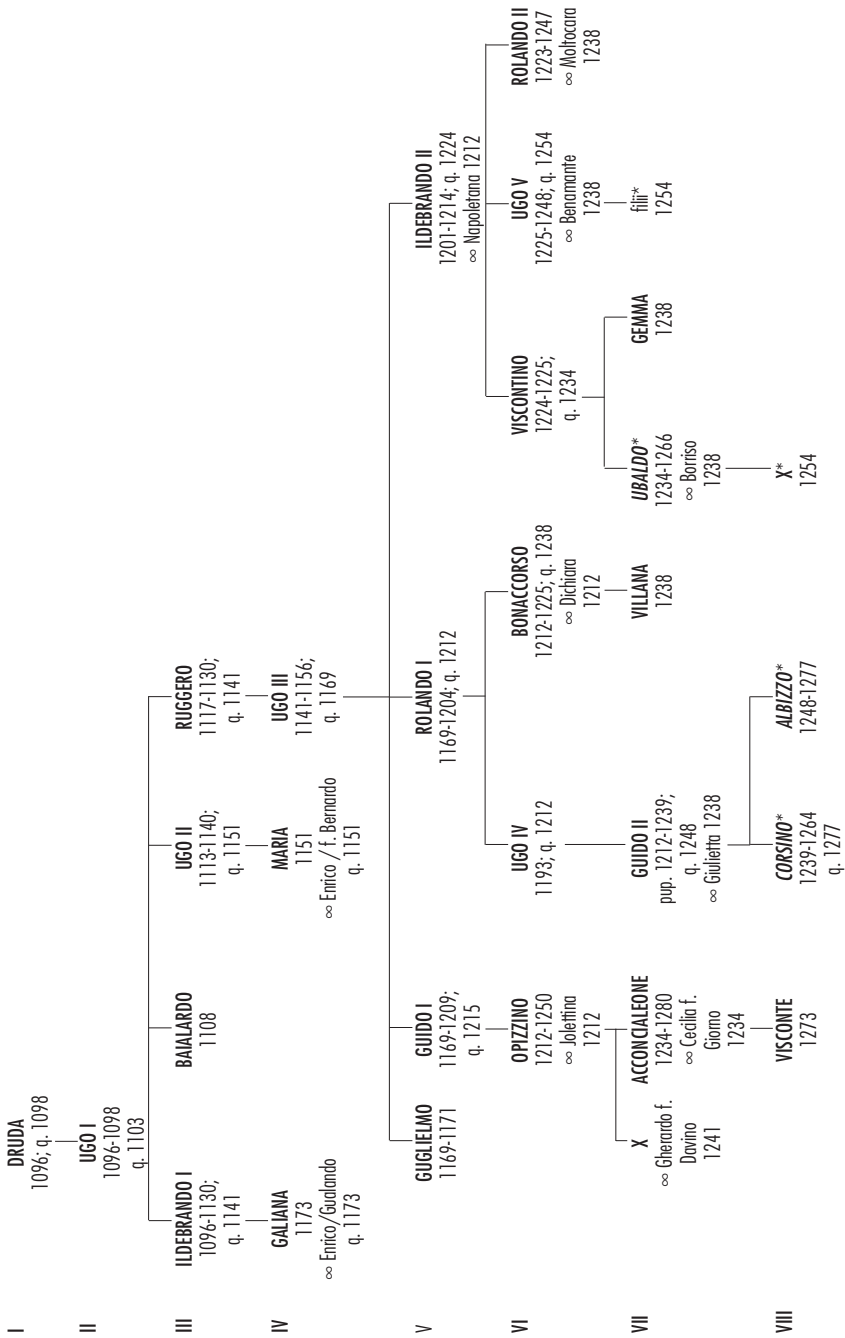 I
DRUDA
1096; q. 1098
II
UGO I
1096-1098
q. 1103
III
ILDEBRANDO I
1096-1130;
q. 1141
BAIALARDO
1108
UGO II
1113-1140;
q. 1151
RUGGERO
1117-1130;
q. 1141
IV
GALIANA
1173
∞ Enrico/Gualando
q. 1173
MARIA
1151
∞ Enrico / f. Bernardo
q. 1151
UGO III
1141-1156;
q. 1169
V
GUGLIELMO
1169-1171
GUIDO I
1169-1209;
q. 1215
ROLANDO I
1169-1204; q. 1212
ILDEBRANDO II
1201-1214; q. 1224
∞ Napoletana 1212
VI
OPIZZINO
1212-1250
∞ Jolettina
1212
UGO IV
1193; q. 1212
BONACCORSO
1212-1225; q. 1238
∞ Dichiara
1212
VISCONTINO
1224-1225;
q. 1234
UGO V
1225-1248; q. 1254
∞ Benamante
1238
ROLANDO II
1223-1247
∞ Moltocara
1238
VII
X
∞ Gherardo f.
Davino
1241
ACCONCIALEONE
1234-1280
∞ Cecilia f.
Giorno
1234
GUIDO II
pup. 1212-1239;
q. 1248
∞ Giulietta 1238
VILLANA
1238
UBALDO*
1234-1266
∞ Borriso
1238
GEMMA
1238
filii*
1254
VIII
VISCONTE
1273
CORSINO*
1239-1264
q. 1277
ALBIZZO*
1248-1277
X*
1254